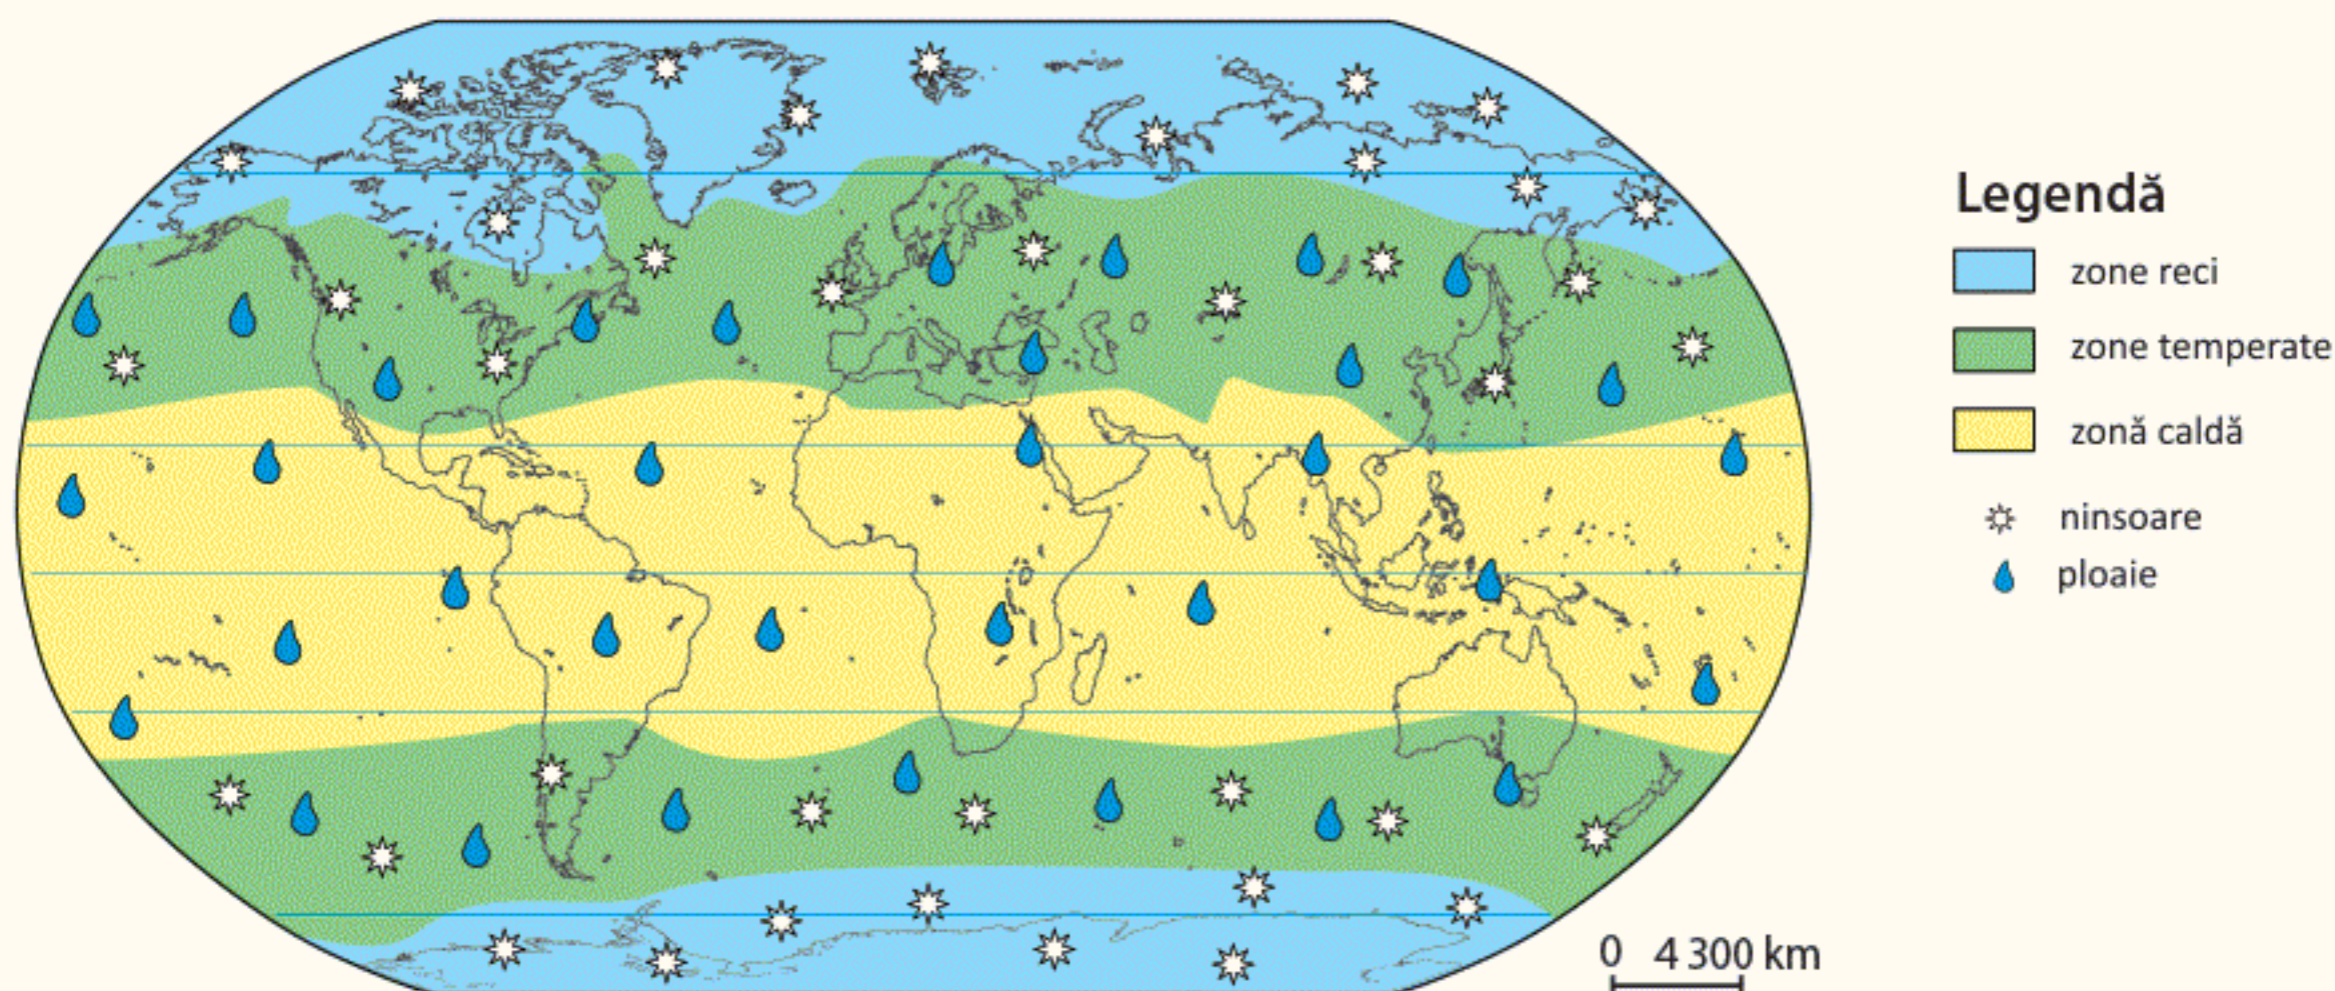 Legendă
zone reci
zone temperate
zonă caldă
ninsoare
ploaie
0 4 300 km